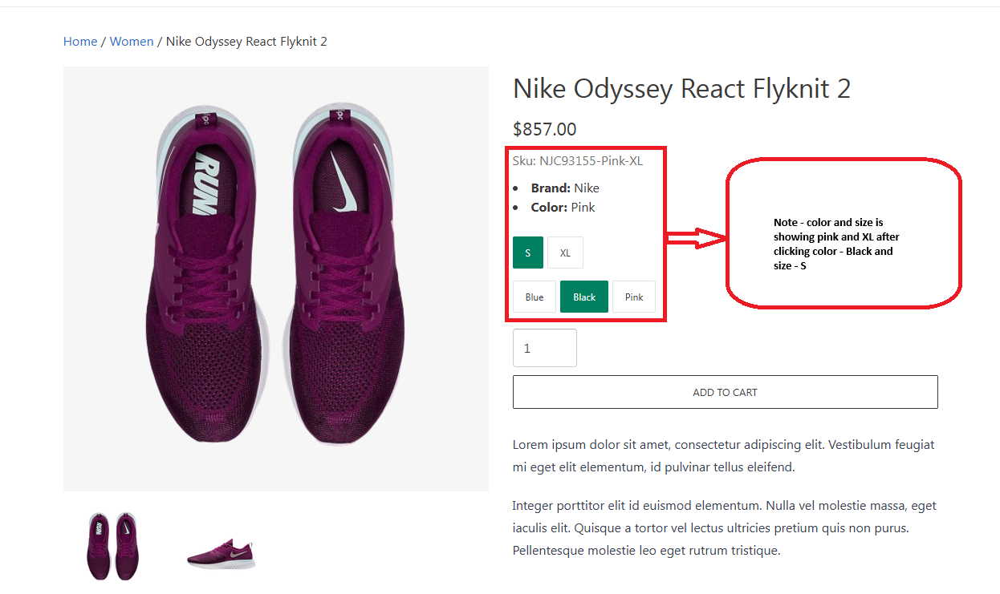 Home / Women / Nike Odyssey React Flyknit 2
Nike Odyssey React Flyknit 2
$857.00
Sku: NJC93155-Pink-XL
Brand: Nike
Color: Pink
S XL
Blue Black Pink
1
ADD TO CART
Note - color and size is
showing pink and XL after
clicking color - Black and
size - S
RUN
Lorem ipsum dolor sit amet, consectetur adipiscing elit. Vestibulum feugiat
mi eget elit elementum, id pulvinar tellus eleifend.
Integer porttitor elit id euismod elementum. Nulla vel molestie massa, eget
iaculis elit. Quisque a tortor vel lectus ultricies pretium quis non purus.
Pellentesque molestie leo eget rutrum tristique.